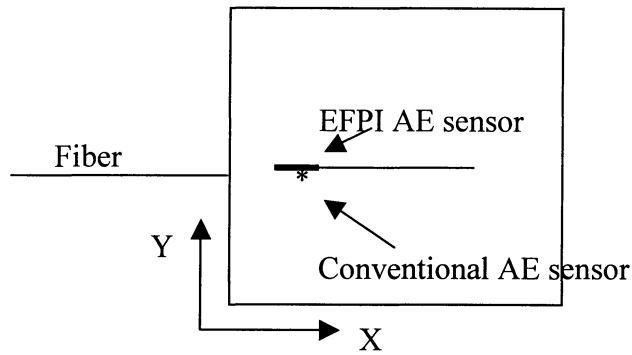 EFPI AE sensor
Fiber
*
Y
Conventional AE sensor
X